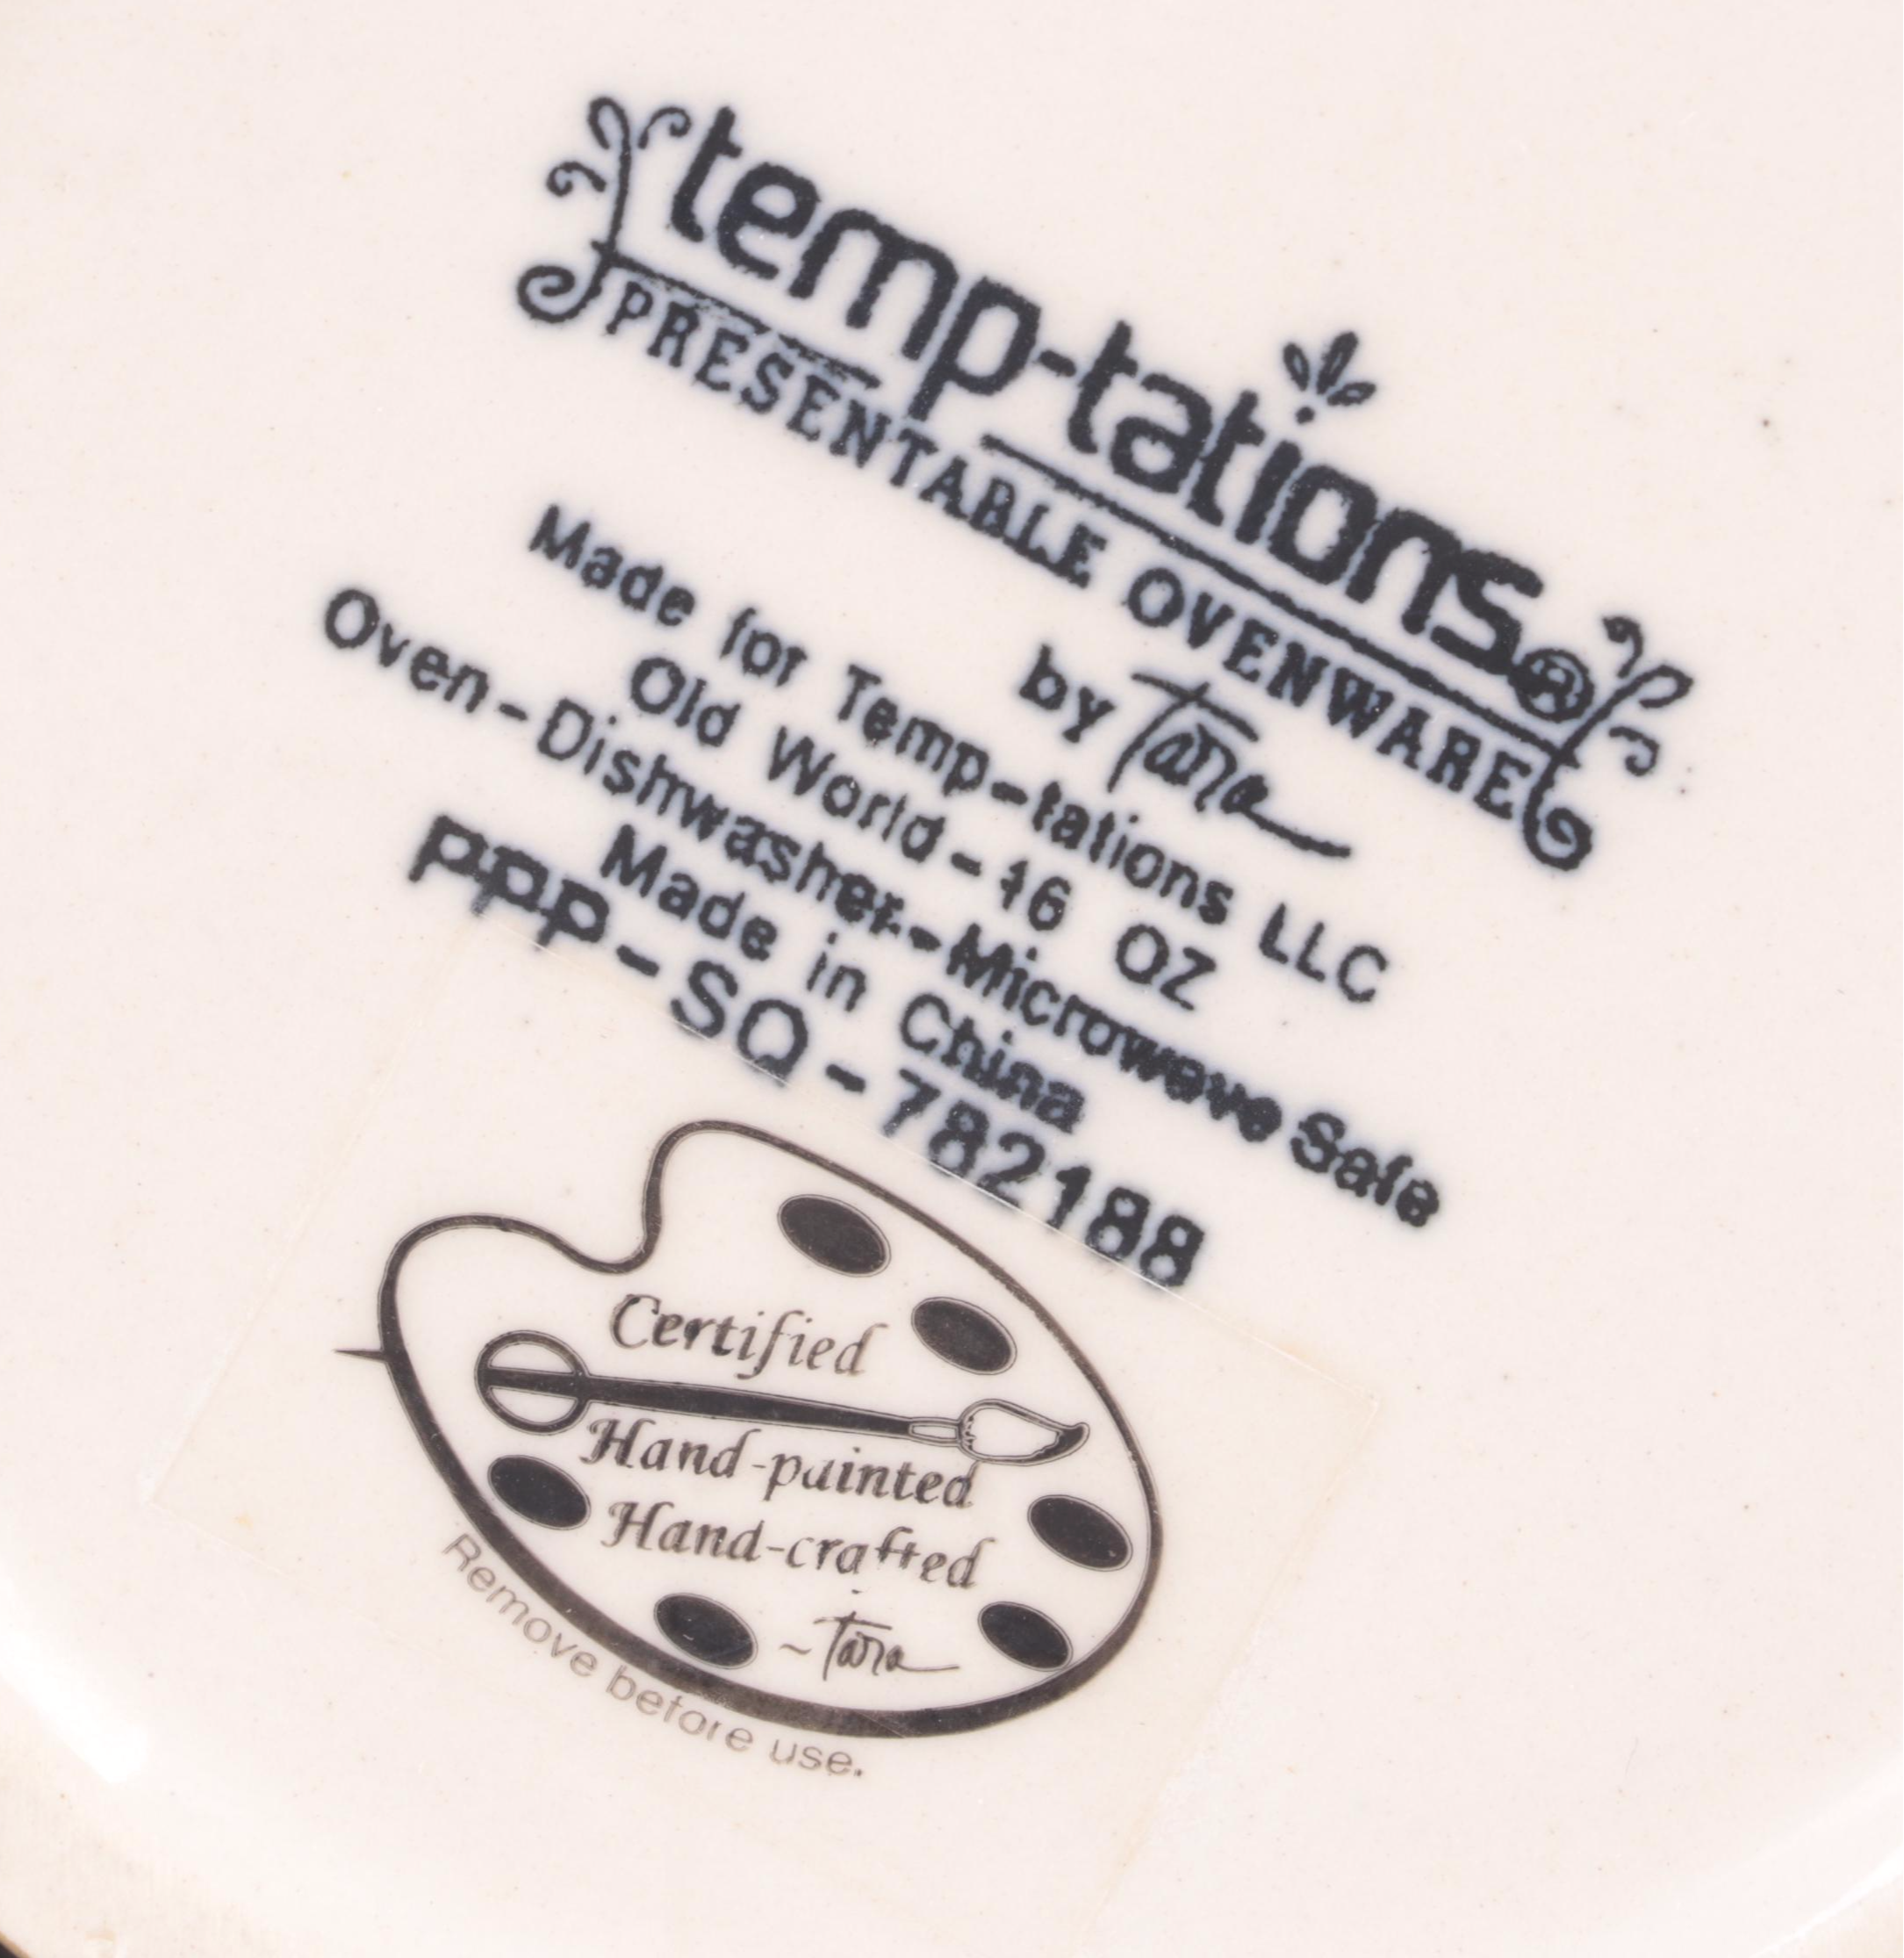 temp-tations®
PRESENTABLE OVENWARE
by Tara
Made for Temp-tations LLC
Old World - 16 OZ
Oven-Dishwasher-Microwave Safe
Made in China
ppp-SQ-782188
Certified
Hand-painted
Hand-crafted
~Tara
Remove before use.